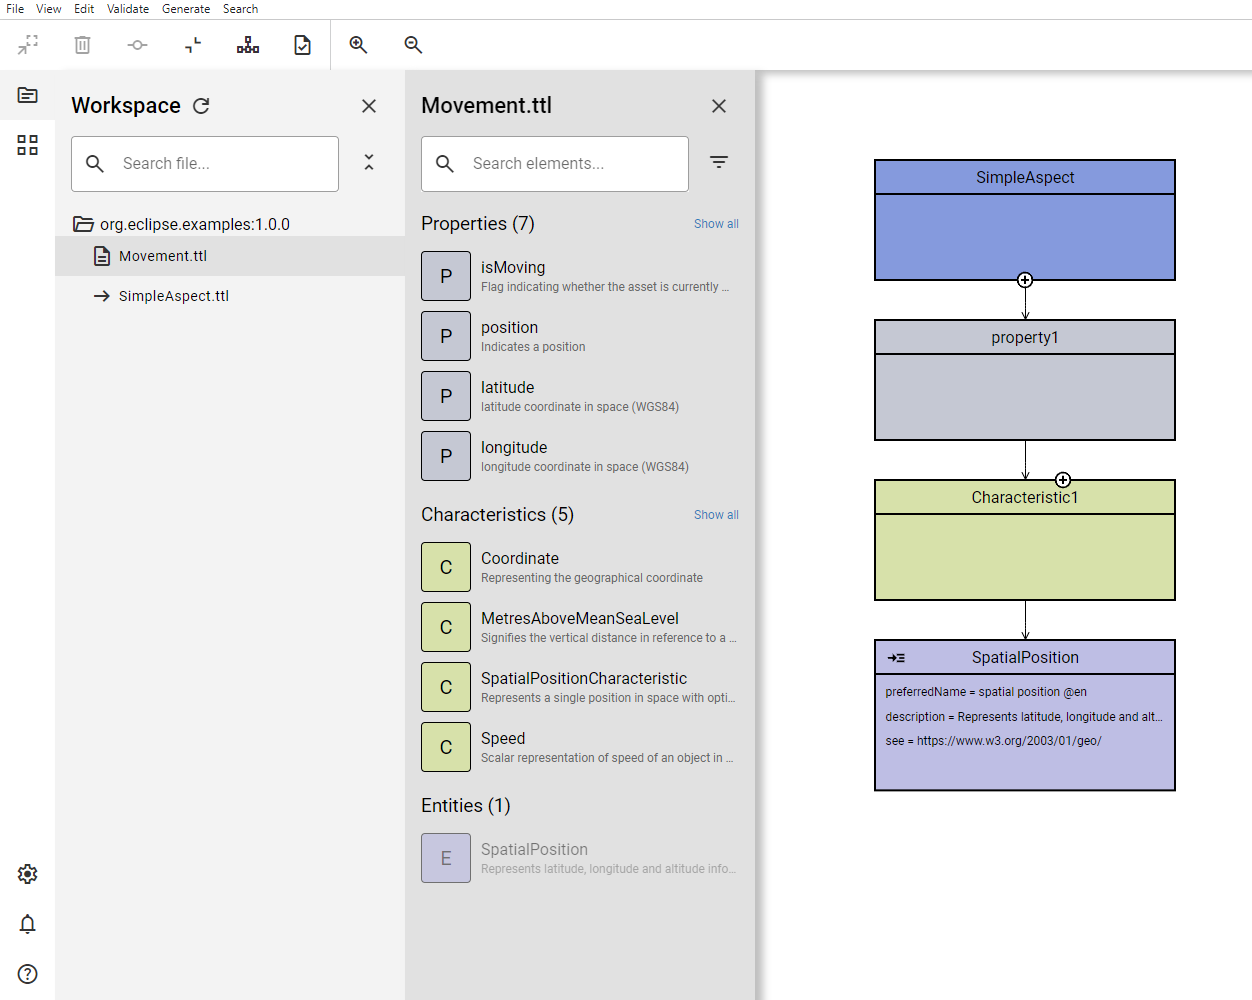 File View Edit Validate Generate Search
Workspace
Search file...
org.eclipse.examples:1.0.0
Movement.ttl
SimpleAspect.ttl
Movement.ttl
Search elements...
Properties (7) Show all
P isMoving
Flag indicating whether the asset is currently ...
P position
Indicates a position
P latitude
latitude coordinate in space (WGS84)
P longitude
longitude coordinate in space (WGS84)
Characteristics (5) Show all
C Coordinate
Representing the geographical coordinate
C MetresAboveMeanSeaLevel
Signifies the vertical distance in reference to a ...
C SpatialPositionCharacteristic
Represents a single position in space with opti...
C Speed
Scalar representation of speed of an object in ...
Entities (1)
E SpatialPosition
Represents latitude, longitude and altitude info...
SimpleAspect
property1
Characteristic1
SpatialPosition
preferredName = spatial position @en
description = Represents latitude, longitude and alt...
see = https://www.w3.org/2003/01/geo/